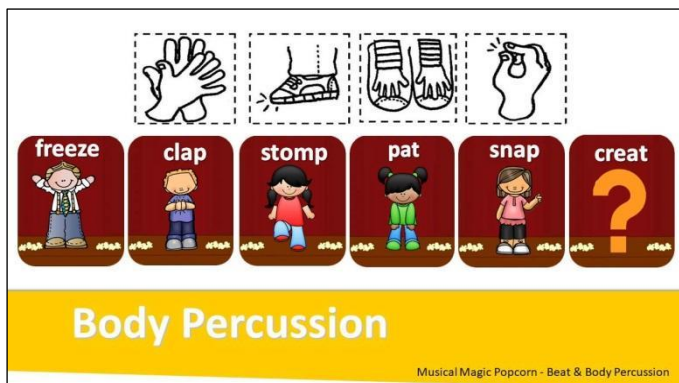 freeze clap stomp pat snap creat
?
Body Percussion
Musical Magic Popcorn - Beat & Body Percussion